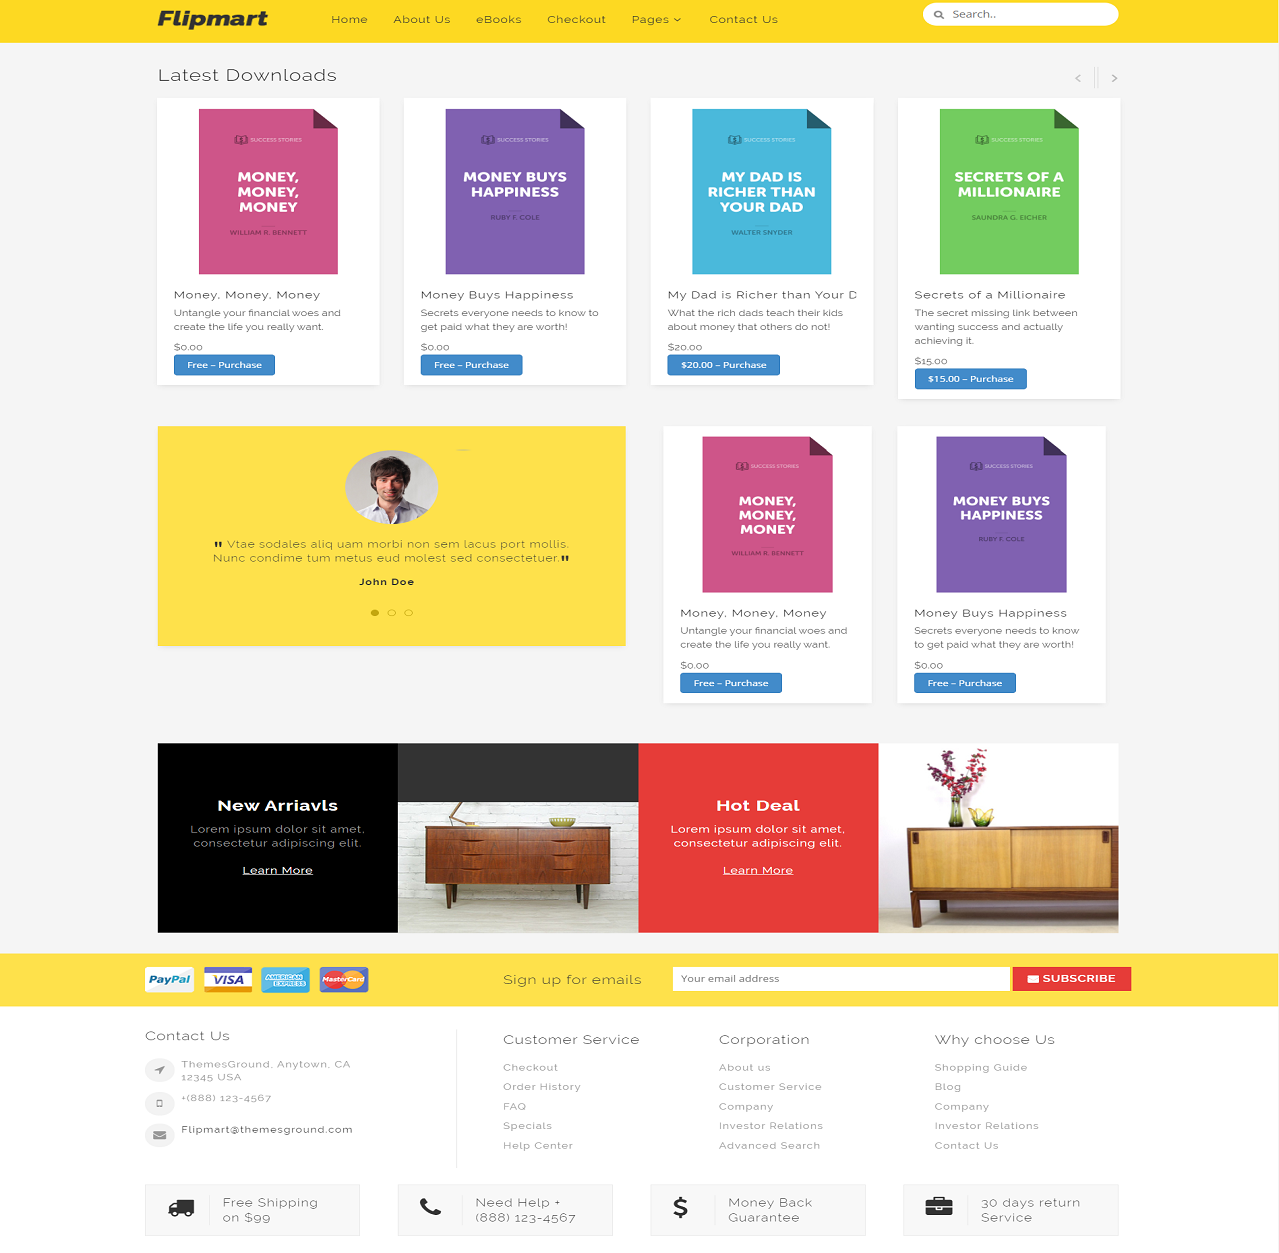 Flipmart
Home About Us eBooks Checkout Pages Contact Us
Search..
Latest Downloads
SUCCESS STORIES
MONEY,
MONEY,
MONEY
WILLIAM R. BENNETT
Money, Money, Money
Untangle your financial woes and
create the life you really want.
$0.00
Free – Purchase
SUCCESS STORIES
MONEY BUYS
HAPPINESS
RUBY F. COLE
Money Buys Happiness
Secrets everyone needs to know to
get paid what they are worth!
$0.00
Free – Purchase
SUCCESS STORIES
MY DAD IS
RICHER THAN
YOUR DAD
WALTER SNYDER
My Dad is Richer than Your D
What the rich dads teach their kids
about money that others do not!
$20.00
$20.00 – Purchase
SUCCESS STORIES
SECRETS OF A
MILLIONAIRE
SAUNDRA G. EICHER
Secrets of a Millionaire
The secret missing link between
wanting success and actually
achieving it.
$15.00
$15.00 – Purchase
" Vtae sodales aliq uam morbi non sem lacus port mollis.
Nunc condime tum metus eud molest sed consectetuer."
John Doe
SUCCESS STORIES
MONEY,
MONEY,
MONEY
WILLIAM R. BENNETT
Money, Money, Money
Untangle your financial woes and
create the life you really want.
$0.00
Free – Purchase
SUCCESS STORIES
MONEY BUYS
HAPPINESS
RUBY F. COLE
Money Buys Happiness
Secrets everyone needs to know
to get paid what they are worth!
$0.00
Free – Purchase
New Arriavls
Lorem ipsum dolor sit amet,
consectetur adipiscing elit.
Learn More
Hot Deal
Lorem ipsum dolor sit amet,
consectetur adipiscing elit.
Learn More
PayPal
VISA
AMERICAN
EXPRESS
MasterCard
Sign up for emails
Your email address
SUBSCRIBE
Contact Us
ThemesGround, Anytown, CA
12345 USA
+(888) 123-4567
Flipmart@themesground.com
Customer Service
Checkout
Order History
FAQ
Specials
Help Center
Corporation
About us
Customer Service
Company
Investor Relations
Advanced Search
Why choose Us
Shopping Guide
Blog
Company
Investor Relations
Contact Us
Free Shipping
on $99
Need Help +
(888) 123-4567
Money Back
Guarantee
30 days return
Service